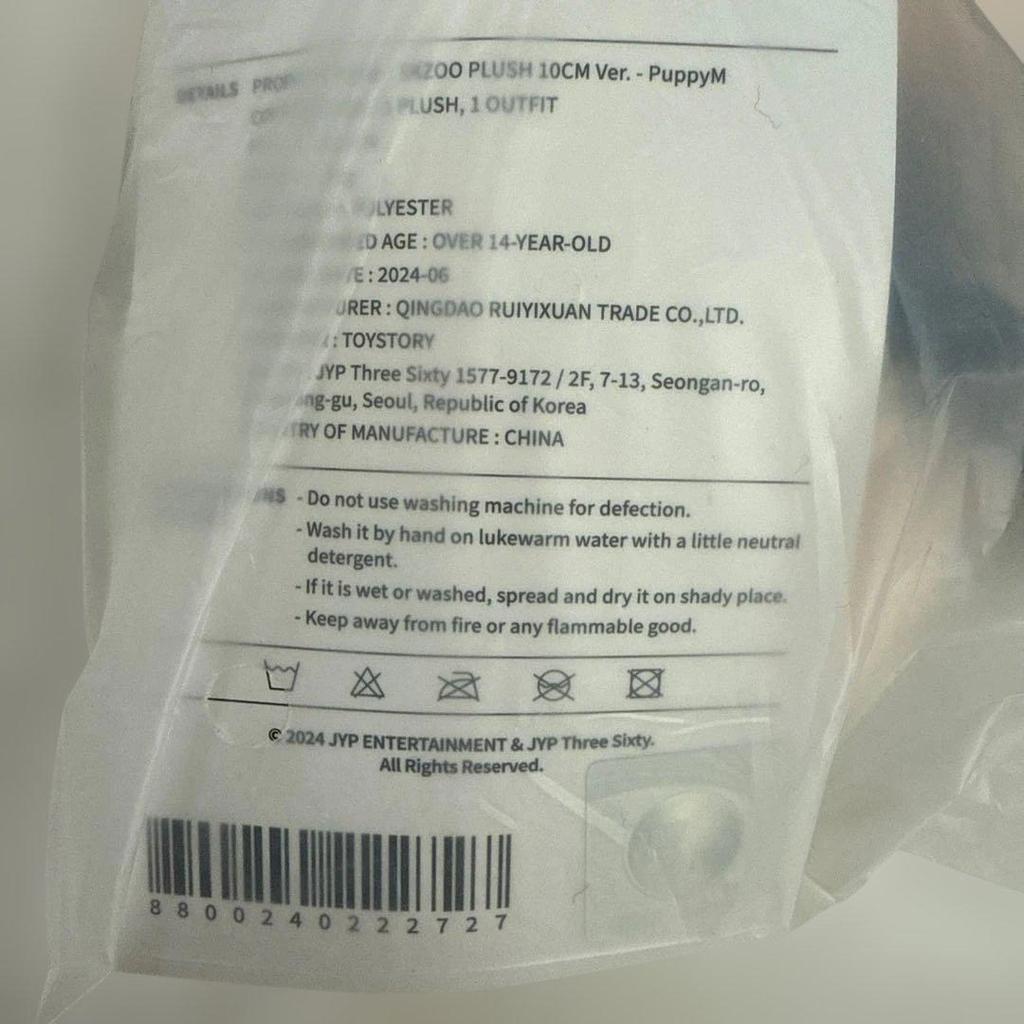 DETAILS PROD ZOO PLUSH 10CM Ver. - PuppyM
PLUSH, 1 OUTFIT
LYESTER
D AGE : OVER 14-YEAR-OLD
E : 2024-06
URER : QINGDAO RUIYIXUAN TRADE CO.,LTD.
: TOYSTORY
JYP Three Sixty 1577-9172 / 2F, 7-13, Seongan-ro,
ng-gu, Seoul, Republic of Korea
TRY OF MANUFACTURE : CHINA
NS - Do not use washing machine for defection.
- Wash it by hand on lukewarm water with a little neutral
detergent.
- If it is wet or washed, spread and dry it on shady place.
- Keep away from fire or any flammable good.
© 2024 JYP ENTERTAINMENT & JYP Three Sixty.
All Rights Reserved.
8800240222727